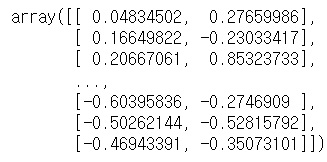 array([[ 0.04834502,  0.27659986],
       [ 0.16649822, -0.23033417],
       [ 0.20667061,  0.85323733],
       ...,
       [-0.60395836, -0.2746909 ],
       [-0.50262144, -0.52815792],
       [-0.46943391, -0.35073101]])